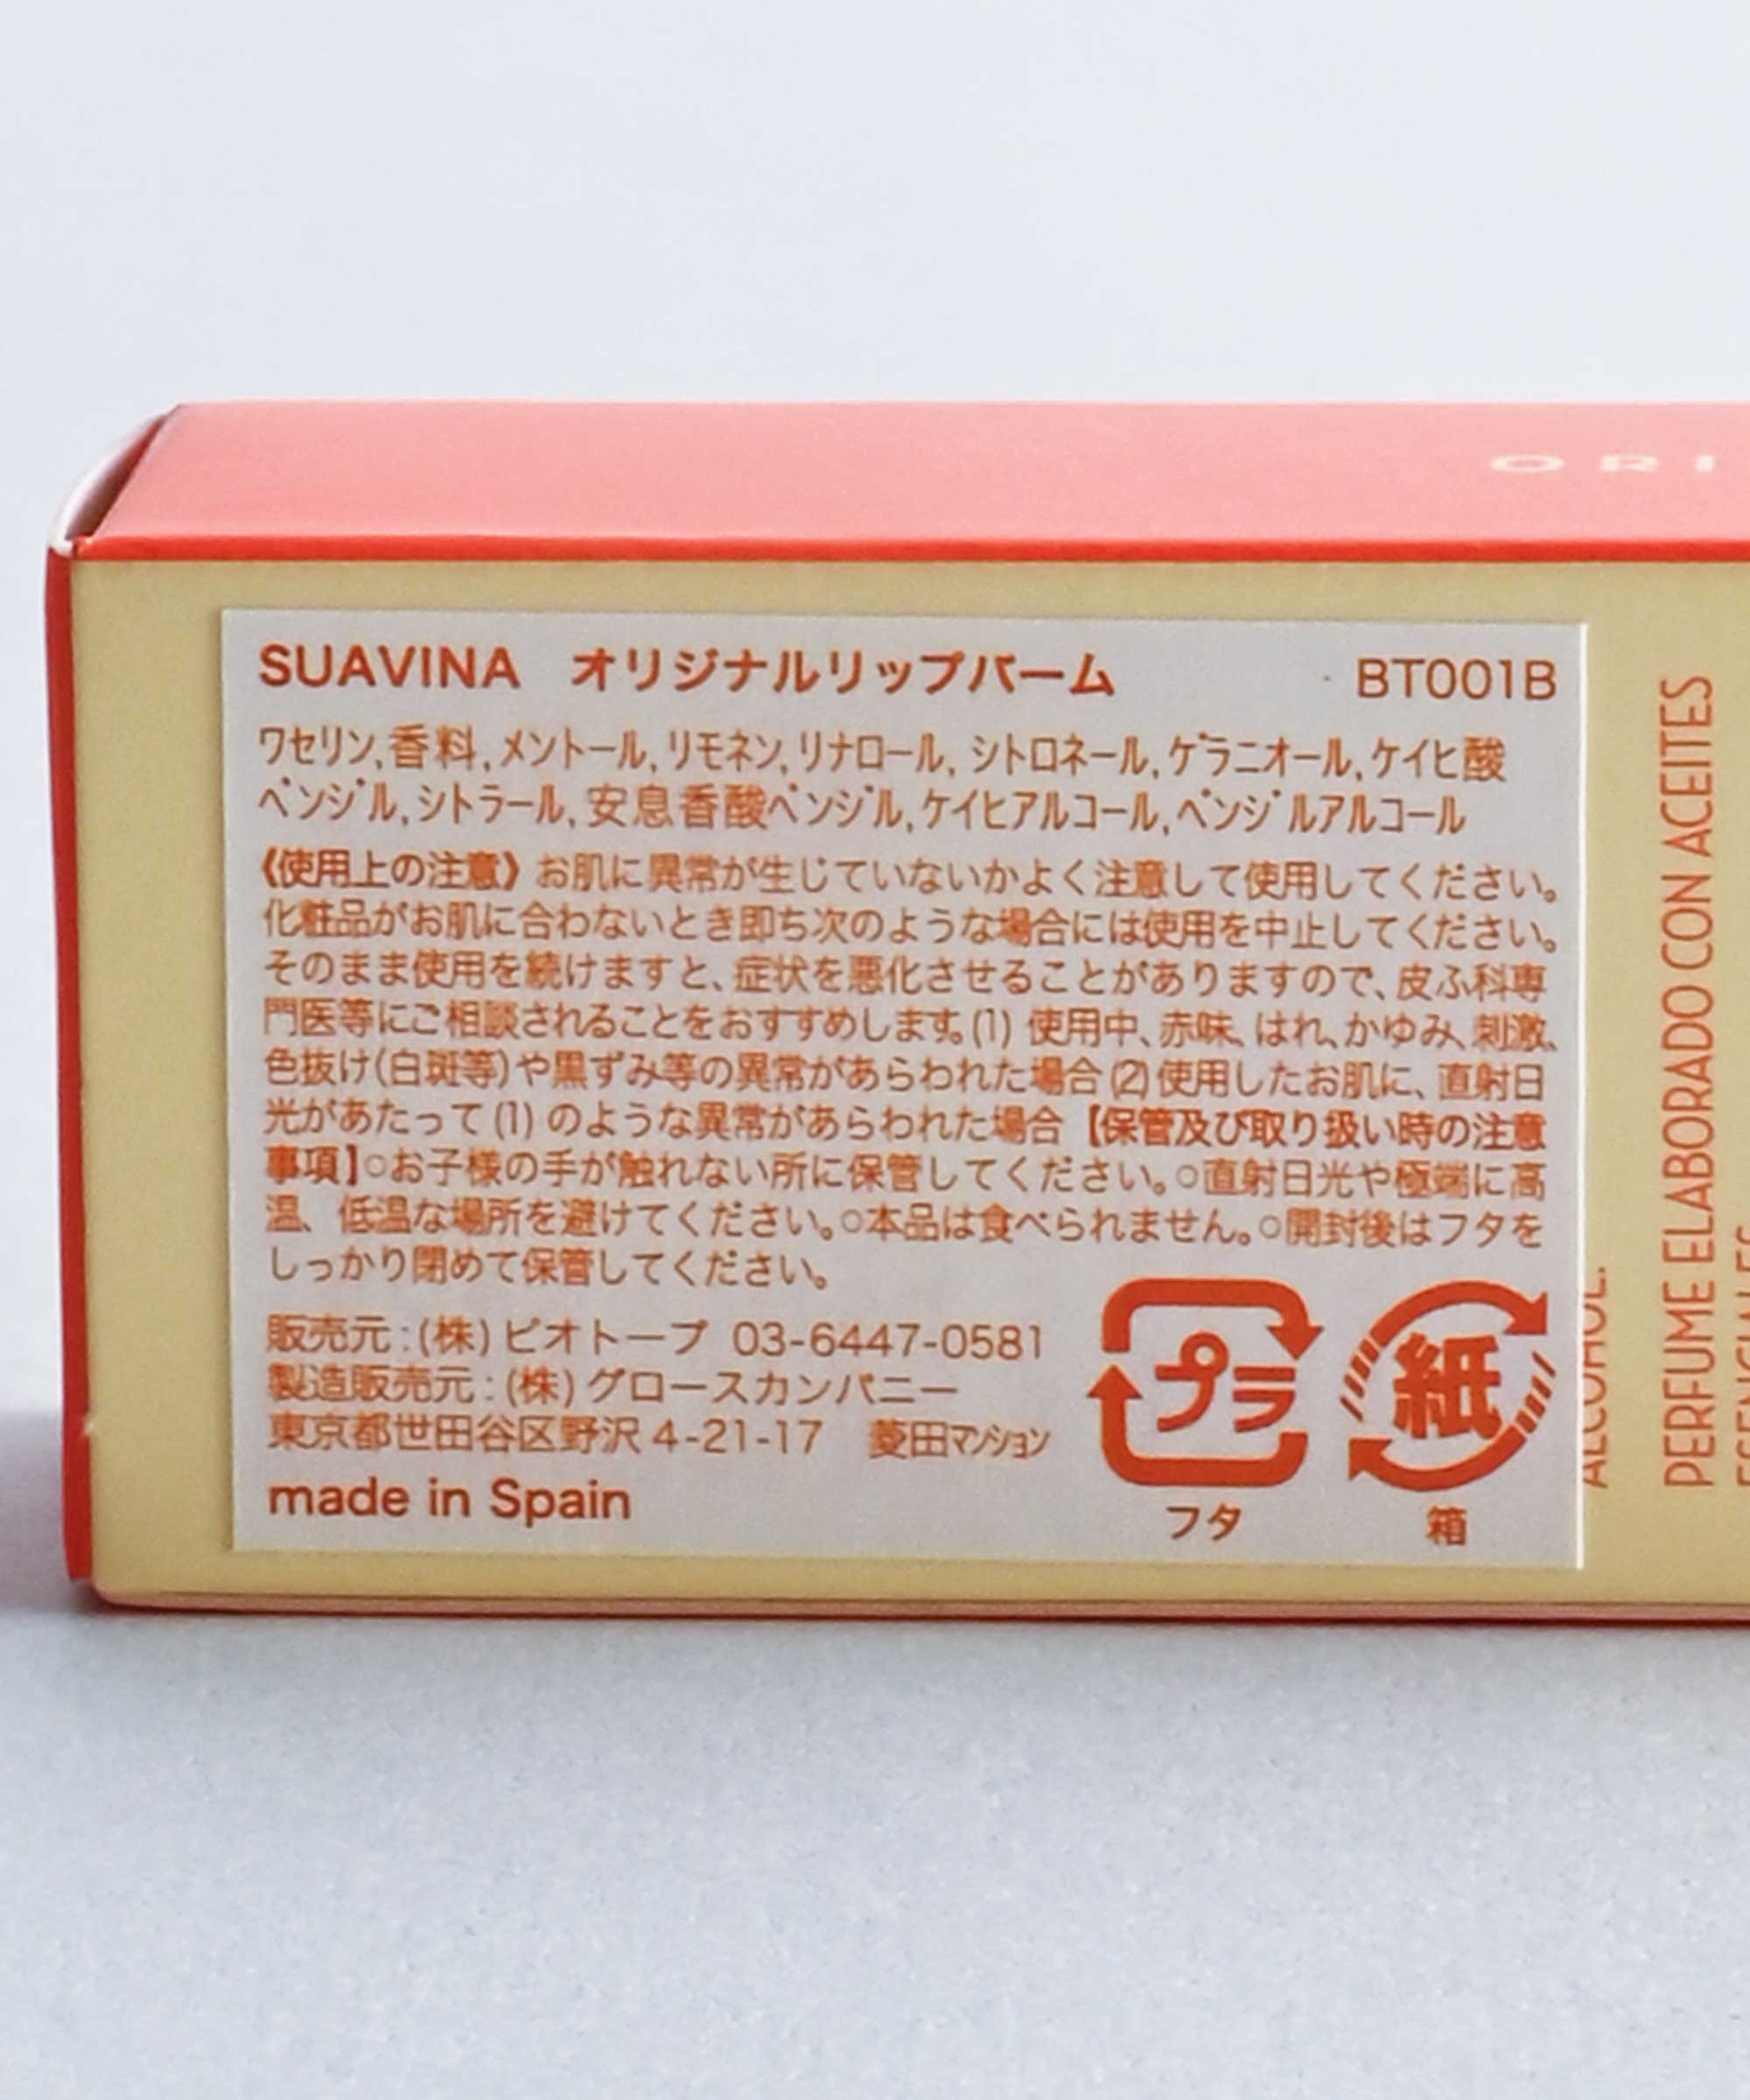 ORI
SUAVINA オリジナルリップバーム BT001B
ワセリン,香料,メントール,リモネン,リナロール,シトロネール,ゲラニオール,ケイヒ酸
ベンジル,シトラール,安息香酸ベンジル,ケイヒアルコール,ベンジルアルコール
《使用上の注意》お肌に異常が生じていないかよく注意して使用してください。
化粧品がお肌に合わないとき即ち次のような場合には使用を中止してください。
そのまま使用を続けますと、症状を悪化させることがありますので、皮ふ科専
門医等にご相談されることをおすすめします。(1) 使用中、赤味、はれ、かゆみ、刺激、
色抜け(白斑等)や黒ずみ等の異常があらわれた場合(2)使用したお肌に、直射日
光があたって(1) のような異常があらわれた場合【保管及び取り扱い時の注意
事項】○お子様の手が触れない所に保管してください。○直射日光や極端に高
温、低温な場所を避けてください。○本品は食べられません。○開封後はフタを
しっかり閉めて保管してください。
販売元:(株)ビオトープ 03-6447-0581
製造販売元:(株)グロースカンパニー
東京都世田谷区野沢4-21-17 菱田マンション
made in Spain
プラ
フタ
紙
箱
ALCOHOL.
PERFUME ELABORADO CON ACEITES
ESENCIALES